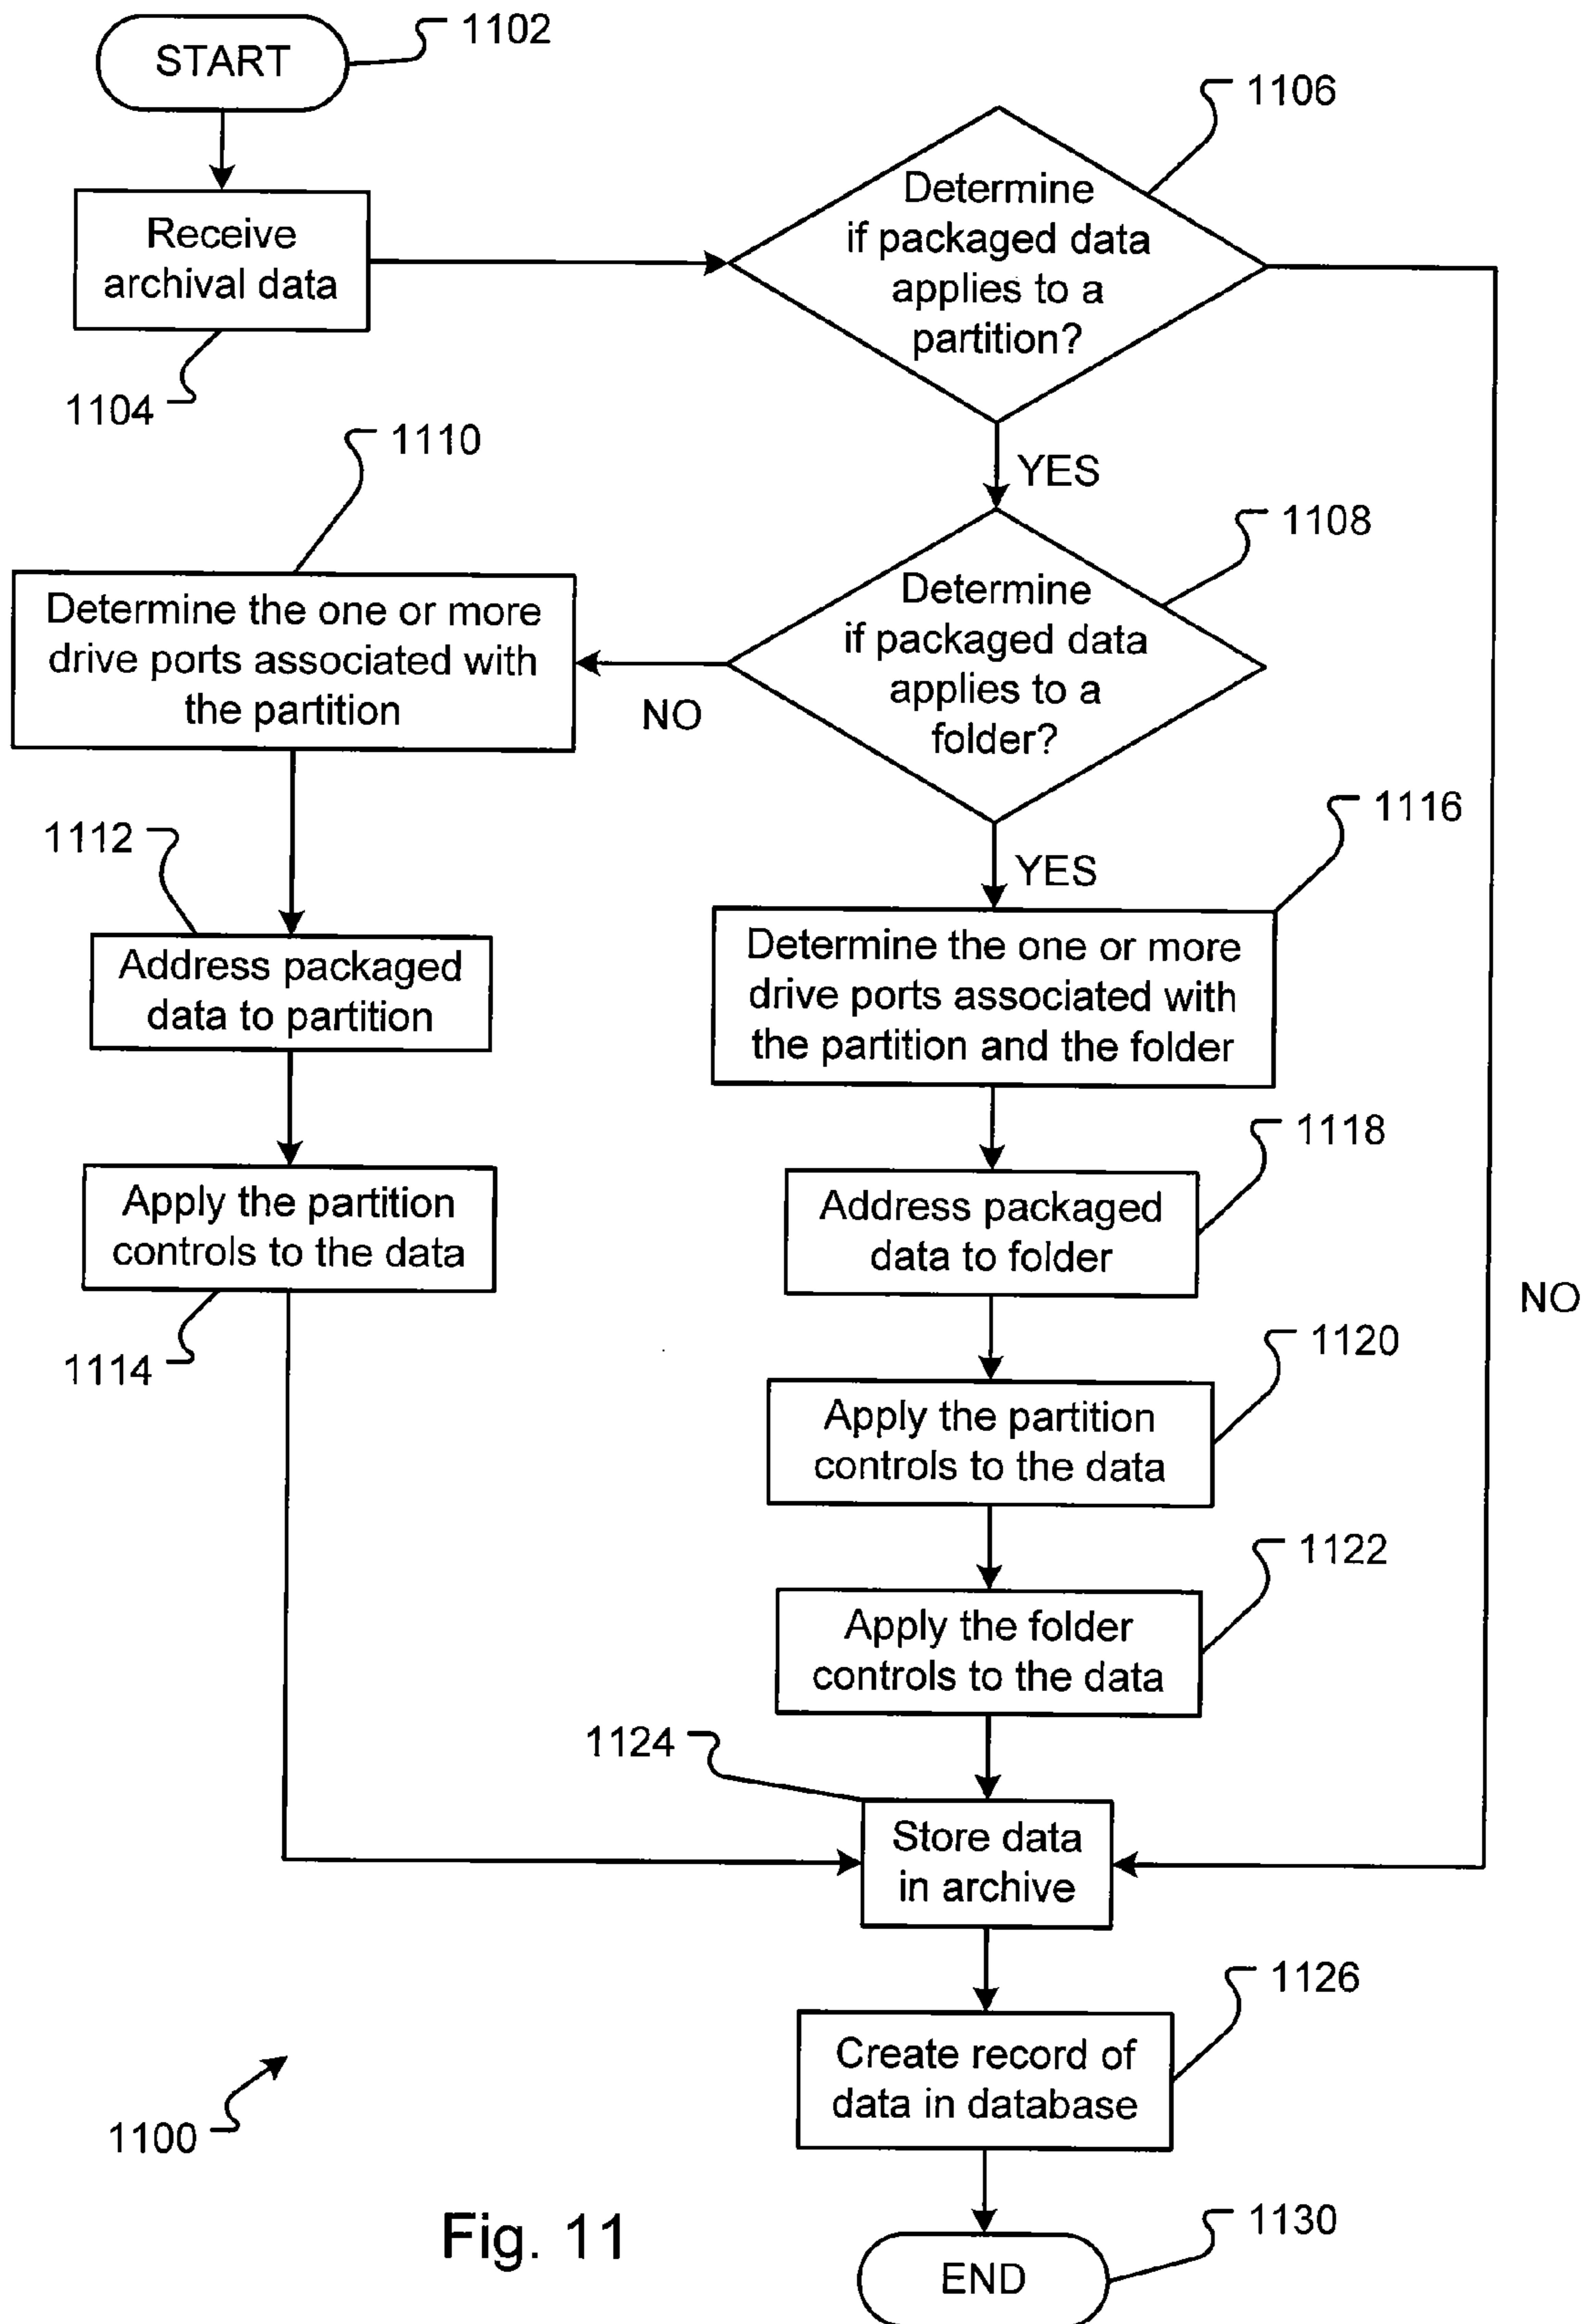 START
1102
Receive
archival data
1104
1106
Determine
if packaged data
applies to a
partition?
YES
1108
Determine
if packaged data
applies to a
folder?
NO
1110
Determine the one or more
drive ports associated with
the partition
1112
Address packaged
data to partition
Apply the partition
controls to the data
1114
YES
1116
Determine the one or more
drive ports associated with
the partition and the folder
1118
Address packaged
data to folder
NO
1120
Apply the partition
controls to the data
1122
Apply the folder
controls to the data
1124
Store data
in archive
1126
Create record of
data in database
1100
Fig. 11
1130
END